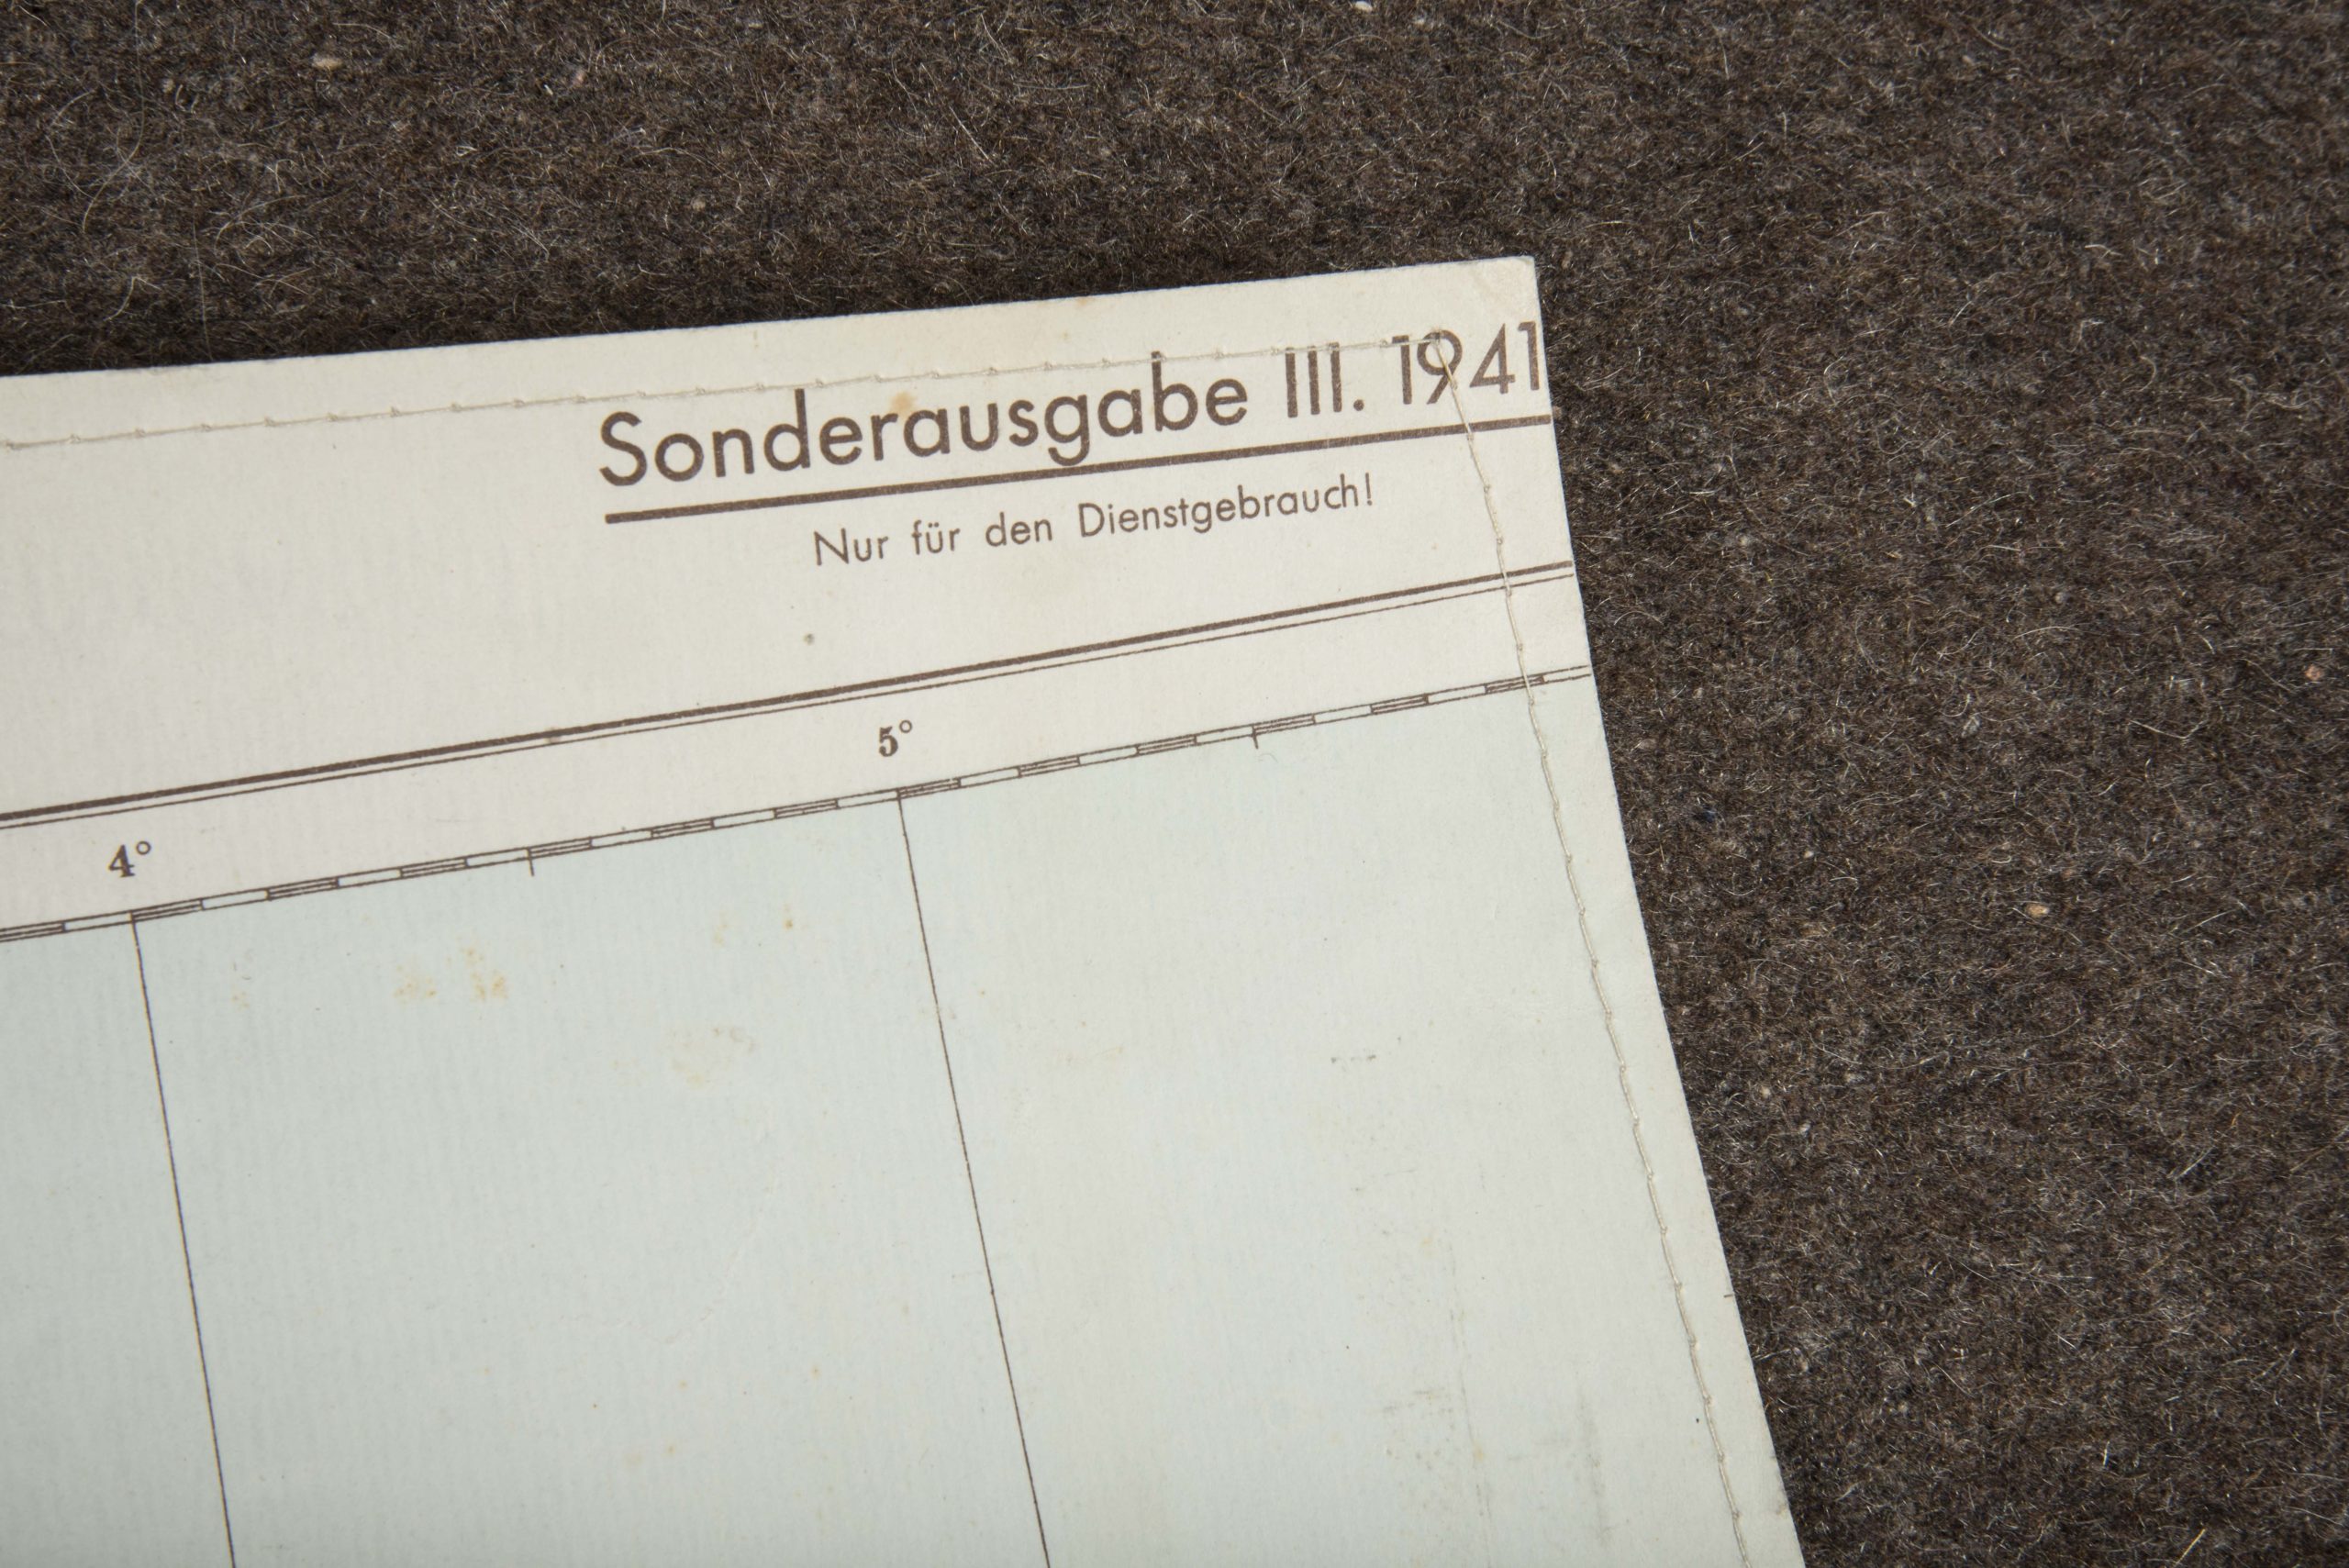 Sonderausgabe III. 1941
Nur für den Dienstgebrauch!
4° 5°